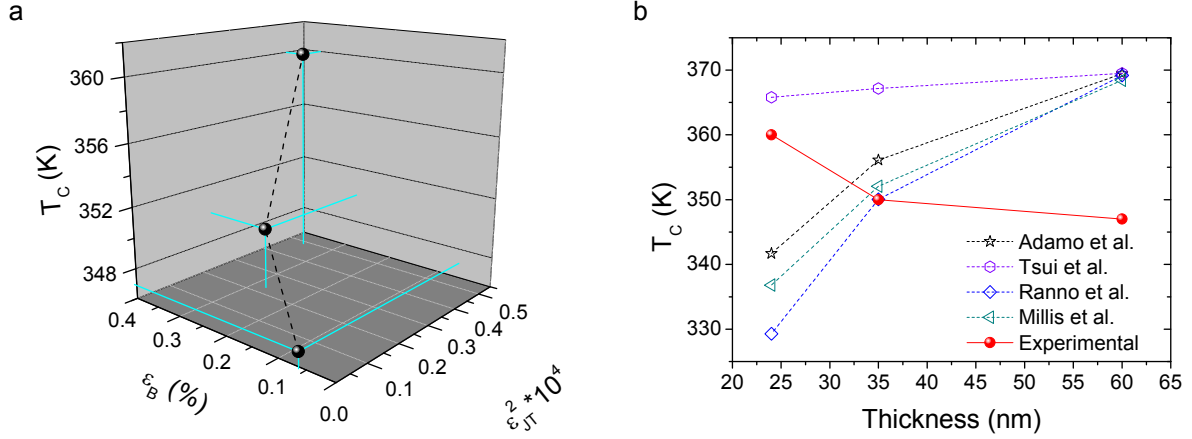 a
T_C (K)
360
356
352
348
0.4
0.3
0.2
0.1
0.0
ε_B (%)
0.1
0.2
0.3
0.4
0.5
ε²_JT*10⁴
b
T_C (K)
370
360
350
340
330
20 25 30 35 40 45 50 55 60 65
Thickness (nm)
Adamo et al.
Tsui et al.
Ranno et al.
Millis et al.
Experimental